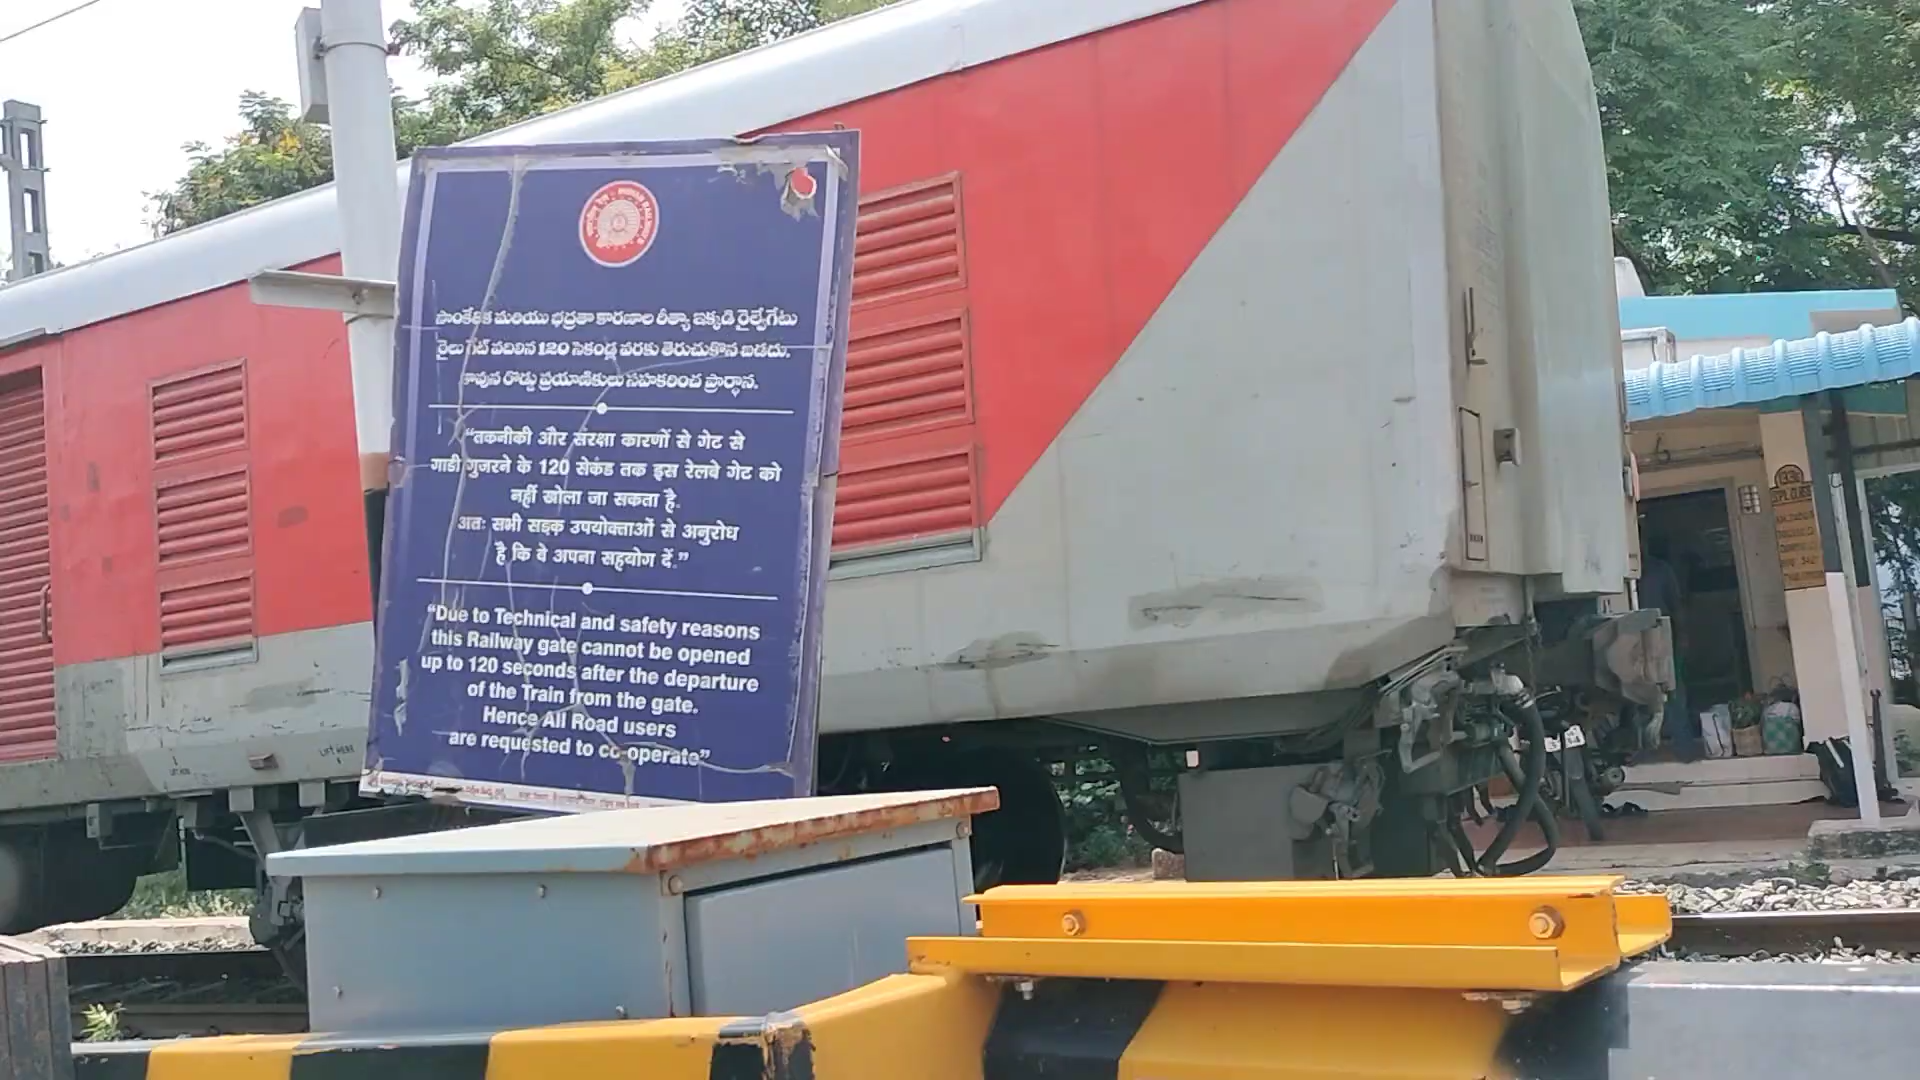 సాంకేతిక మరియు భద్రతా కారణాల రీత్యా ఇక్కడి రైల్వేగేటు
రైలు గేట్ వదిలిన 120 సెకండ్ల వరకు తెరుచుకొన బడదు.
కావున రోడ్డు ప్రయాణికులు సహకరించ ప్రార్థాన.
“तकनीकी और संरक्षा कारणों से गेट से
गाडी गुजरने के 120 सेकंड तक इस रेलवे गेट को
नहीं खोला जा सकता है.
अतः सभी सड़क उपयोक्ताओं से अनुरोध
है कि वे अपना सहयोग दें.”
“Due to Technical and safety reasons
this Railway gate cannot be opened
up to 120 seconds after the departure
of the Train from the gate.
Hence All Road users
are requested to co-operate”
LIFT HERE